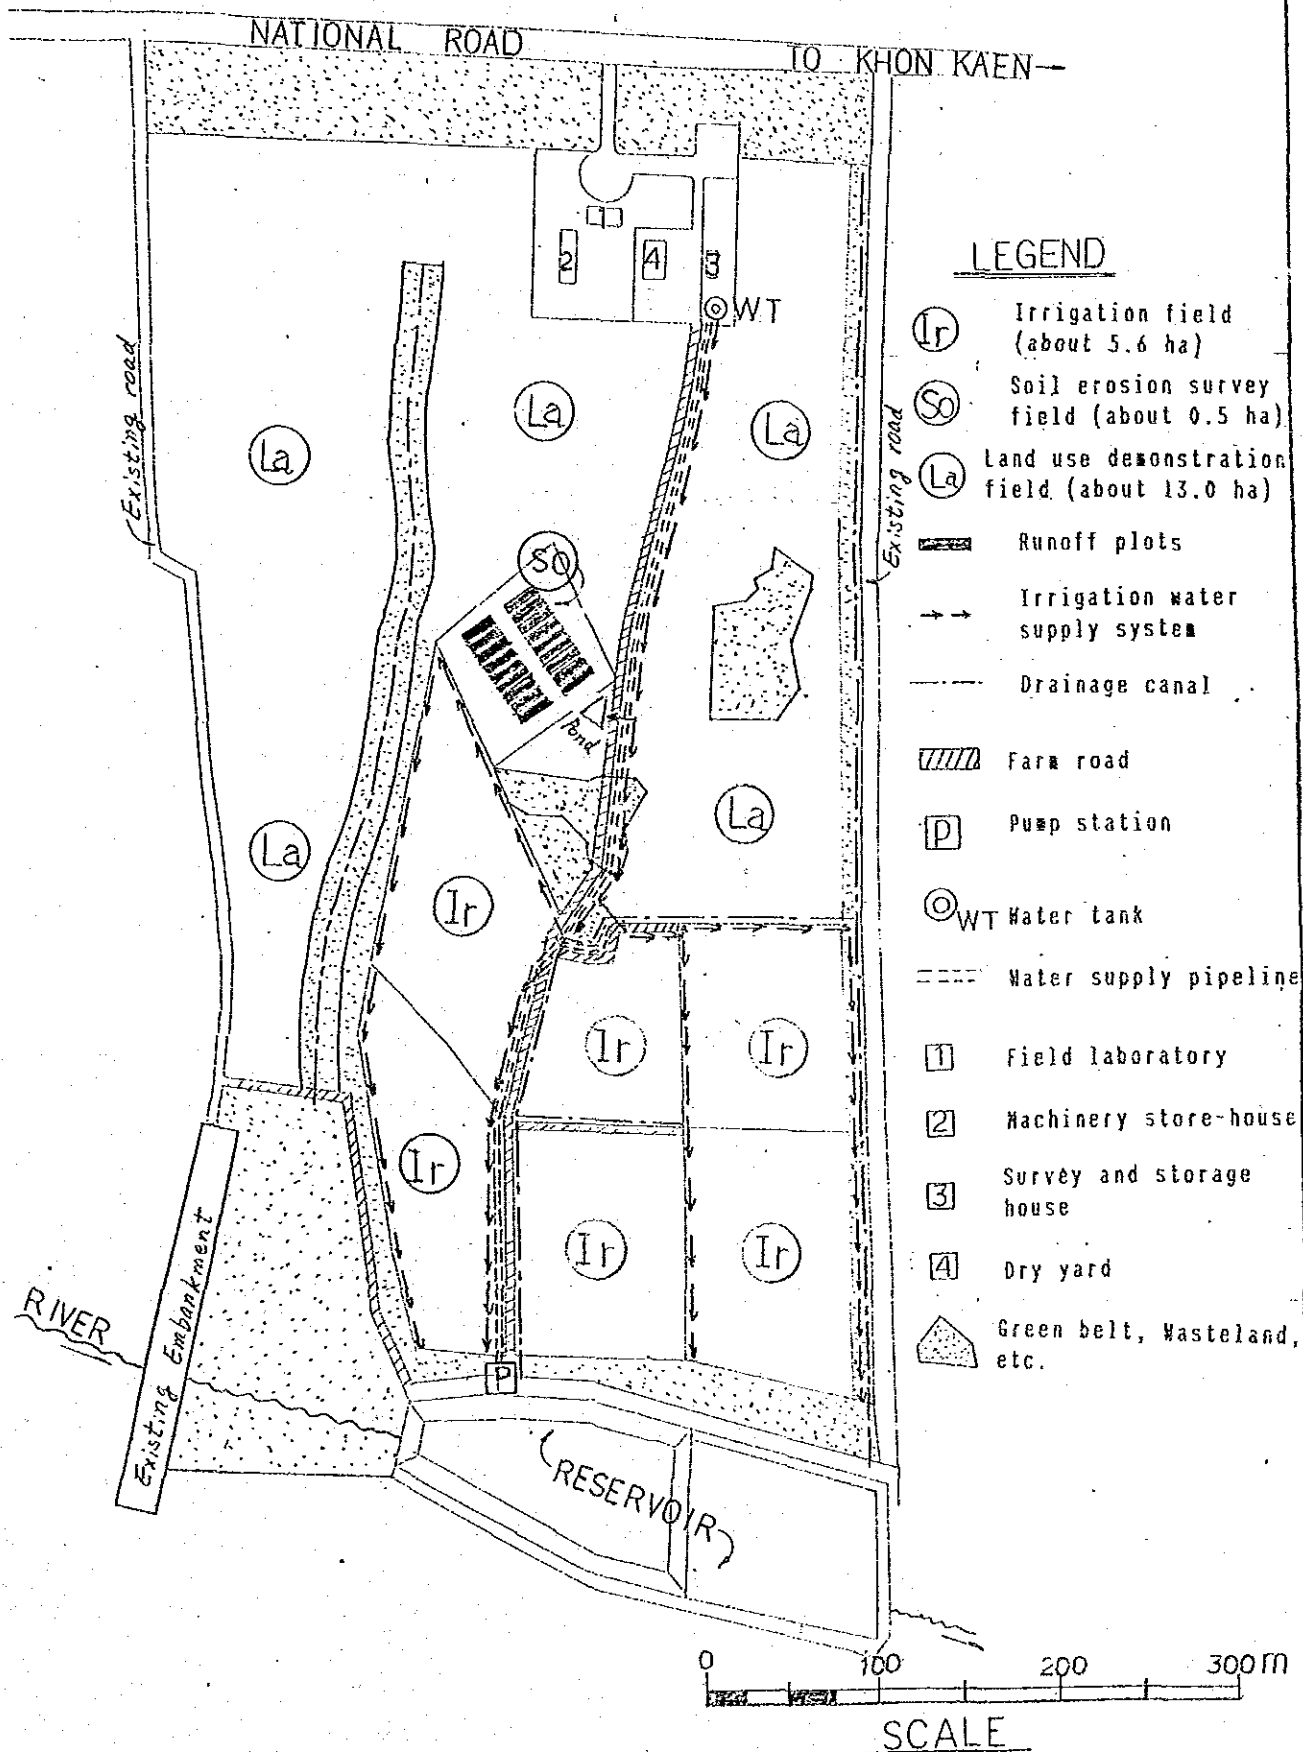 NATIONAL ROAD
TO KHON KAEN
2
4
3
WT
Existing road
La
La
La
Existing road
So
Pond
La
La
Ir
Ir
Ir
Ir
Ir
Ir
P
Existing Embankment
RIVER
RESERVOIR
LEGEND
Ir Irrigation field
(about 5.6 ha)
So Soil erosion survey
field (about 0.5 ha)
La Land use demonstration
field (about 13.0 ha)
Runoff plots
Irrigation water
supply system
Drainage canal
Farm road
P Pump station
WT Water tank
Water supply pipeline
1 Field laboratory
2 Machinery store-house
3 Survey and storage
house
4 Dry yard
Green belt, Wasteland,
etc.
0 100 200 300m
SCALE